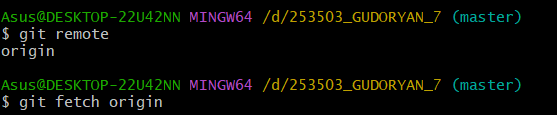 Asus@DESKTOP-22U42NN MINGW64 /d/253503_GUDORYAN_7 (master)
$ git remote
origin
Asus@DESKTOP-22U42NN MINGW64 /d/253503_GUDORYAN_7 (master)
$ git fetch origin